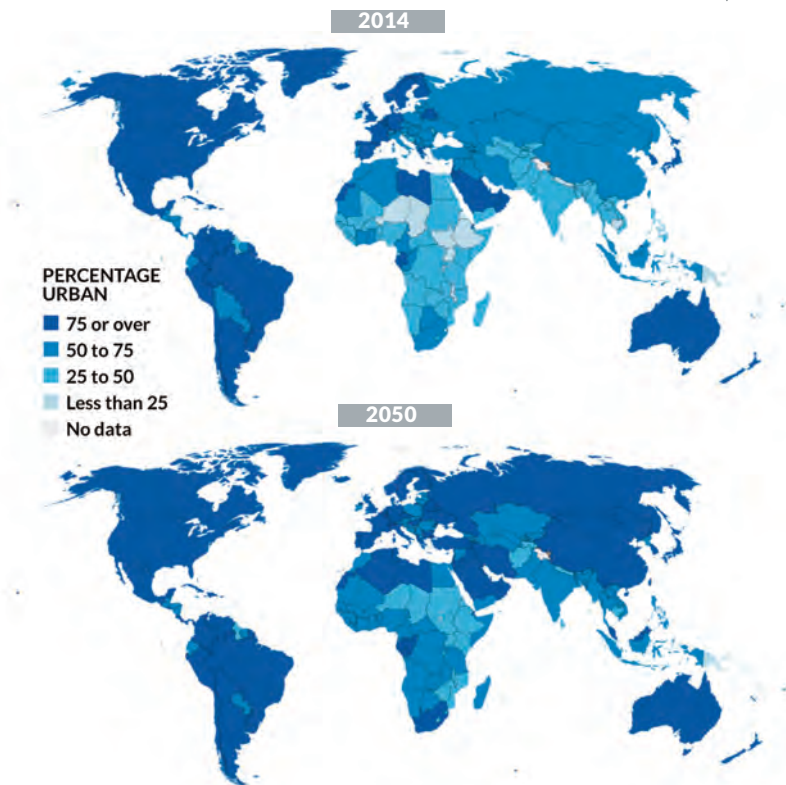 2014
PERCENTAGE
URBAN
75 or over
50 to 75
25 to 50
Less than 25
No data
2050